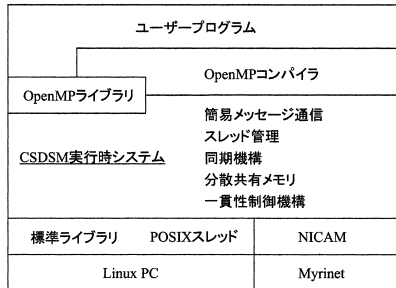 ユーザープログラム
OpenMPコンパイラ
OpenMPライブラリ
簡易メッセージ通信
スレッド管理
CSDSM実行時システム
同期機構
分散共有メモリ
一貫性制御機構
標準ライブラリ POSIXスレッド NICAM
Linux PC Myrinet